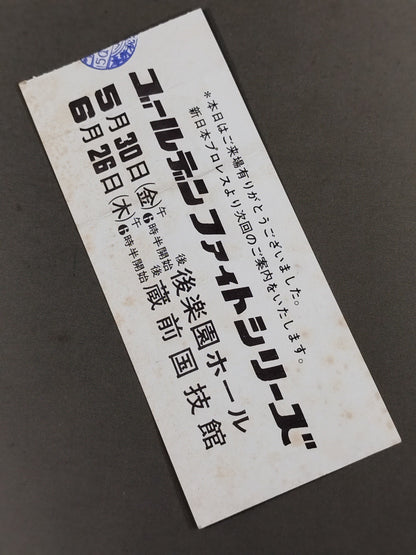 ※本日はご来場有りがとうございました。
新日本プロレスより次回のご案内をいたします。
ゴールデンファイトシリーズ
5月30日(金)午後6時半開始 後楽園ホール
6月26日(木)午後6時半開始 蔵前国技館